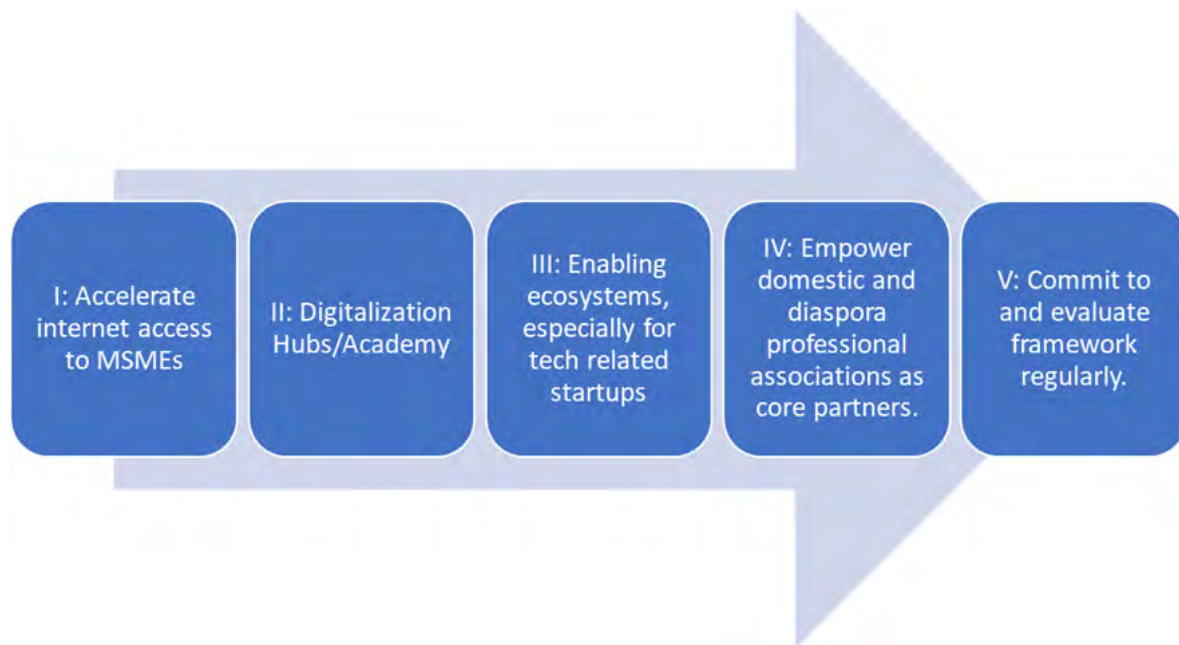 I: Accelerate
internet access
to MSMEs
II: Digitalization
Hubs/Academy
III: Enabling
ecosystems,
especially for
tech related
startups
IV: Empower
domestic and
diaspora
professional
associations as
core partners.
V: Commit to
and evaluate
framework
regularly.